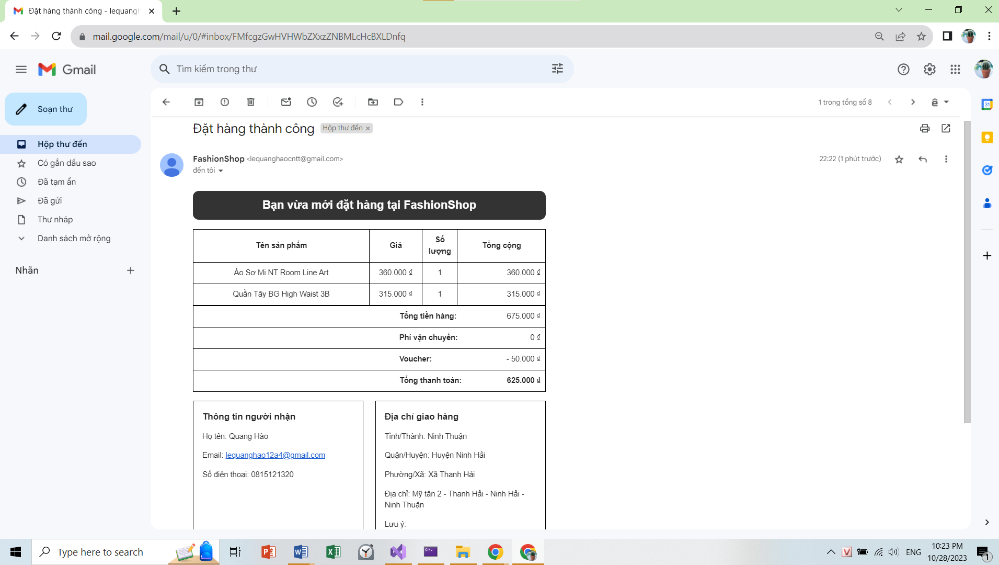 Đặt hàng thành công - lequangh
mail.google.com/mail/u/0/#inbox/FMfcgzGwHVHWbZXxzZNBMLcHcBXLDnfq
Gmail
Tìm kiếm trong thư
Soạn thư
1 trong tổng số 8
31
Hộp thư đến
Có gắn dấu sao
Đã tạm ẩn
Đã gửi
Thư nháp
Danh sách mở rộng
Nhãn
Đặt hàng thành công
Hộp thư đến
FashionShop <lequanghaocntt@gmail.com>
22:22 (1 phút trước)
đến tôi
Bạn vừa mới đặt hàng tại FashionShop
Tên sản phẩm Giá Số lượng Tổng cộng
Áo Sơ Mi NT Room Line Art 360.000 ₫ 1 360.000 ₫
Quần Tây BG High Waist 3B 315.000 ₫ 1 315.000 ₫
Tổng tiền hàng: 675.000 ₫
Phí vận chuyển: 0 ₫
Voucher: - 50.000 ₫
Tổng thanh toán: 625.000 ₫
Thông tin người nhận
Họ tên: Quang Hào
Email: lequanghao12a4@gmail.com
Số điện thoại: 0815121320
Địa chỉ giao hàng
Tỉnh/Thành: Ninh Thuận
Quận/Huyện: Huyện Ninh Hải
Phường/Xã: Xã Thanh Hải
Địa chỉ: Mỹ tân 2 - Thanh Hải - Ninh Hải -
Ninh Thuận
Lưu ý:
Type here to search
ENG
10:23 PM
10/28/2023
1